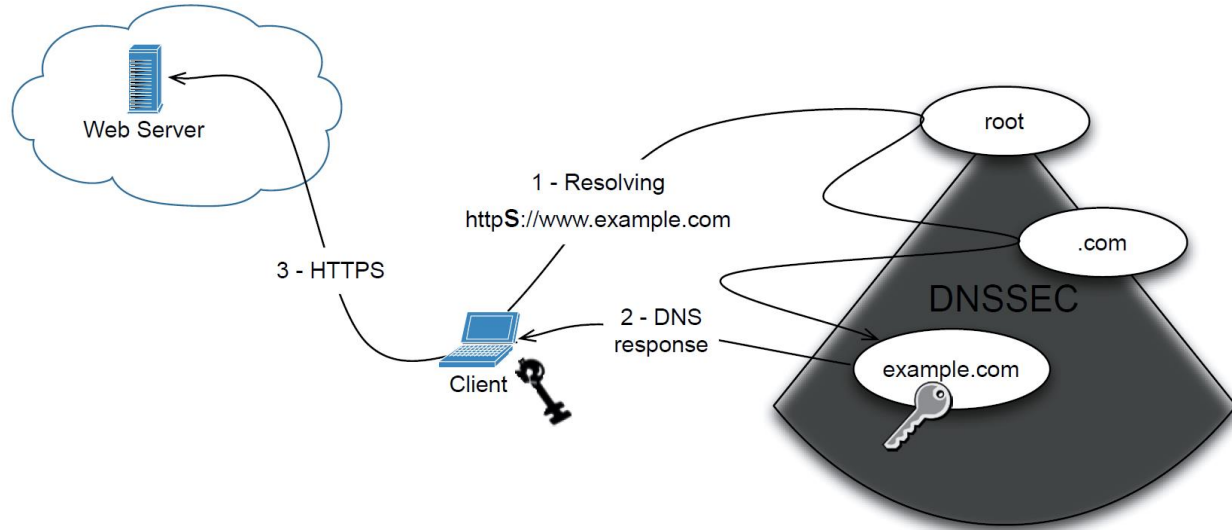 Web Server
root
1 - Resolving
httpS://www.example.com
.com
3 - HTTPS
DNSSEC
2 - DNS
response
example.com
Client